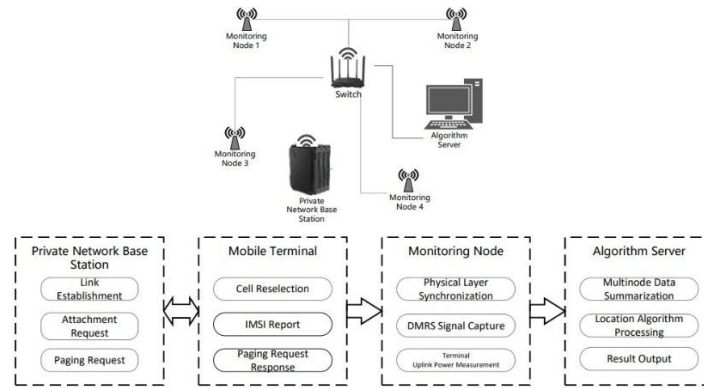 Monitoring
Node 1
Monitoring
Node 2
Switch
Algorithm
Server
Monitoring
Node 3
Private
Network Base
Station
Monitoring
Node 4
Private Network Base
Station
Link
Establishment
Attachment
Request
Paging Request
Mobile Terminal
Cell Reselection
IMSI Report
Paging Request
Response
Monitoring Node
Physical Layer
Synchronization
DMRS Signal Capture
Terminal
Uplink Power Measurement
Algorithm Server
Multinode Data
Summarization
Location Algorithm
Processing
Result Output